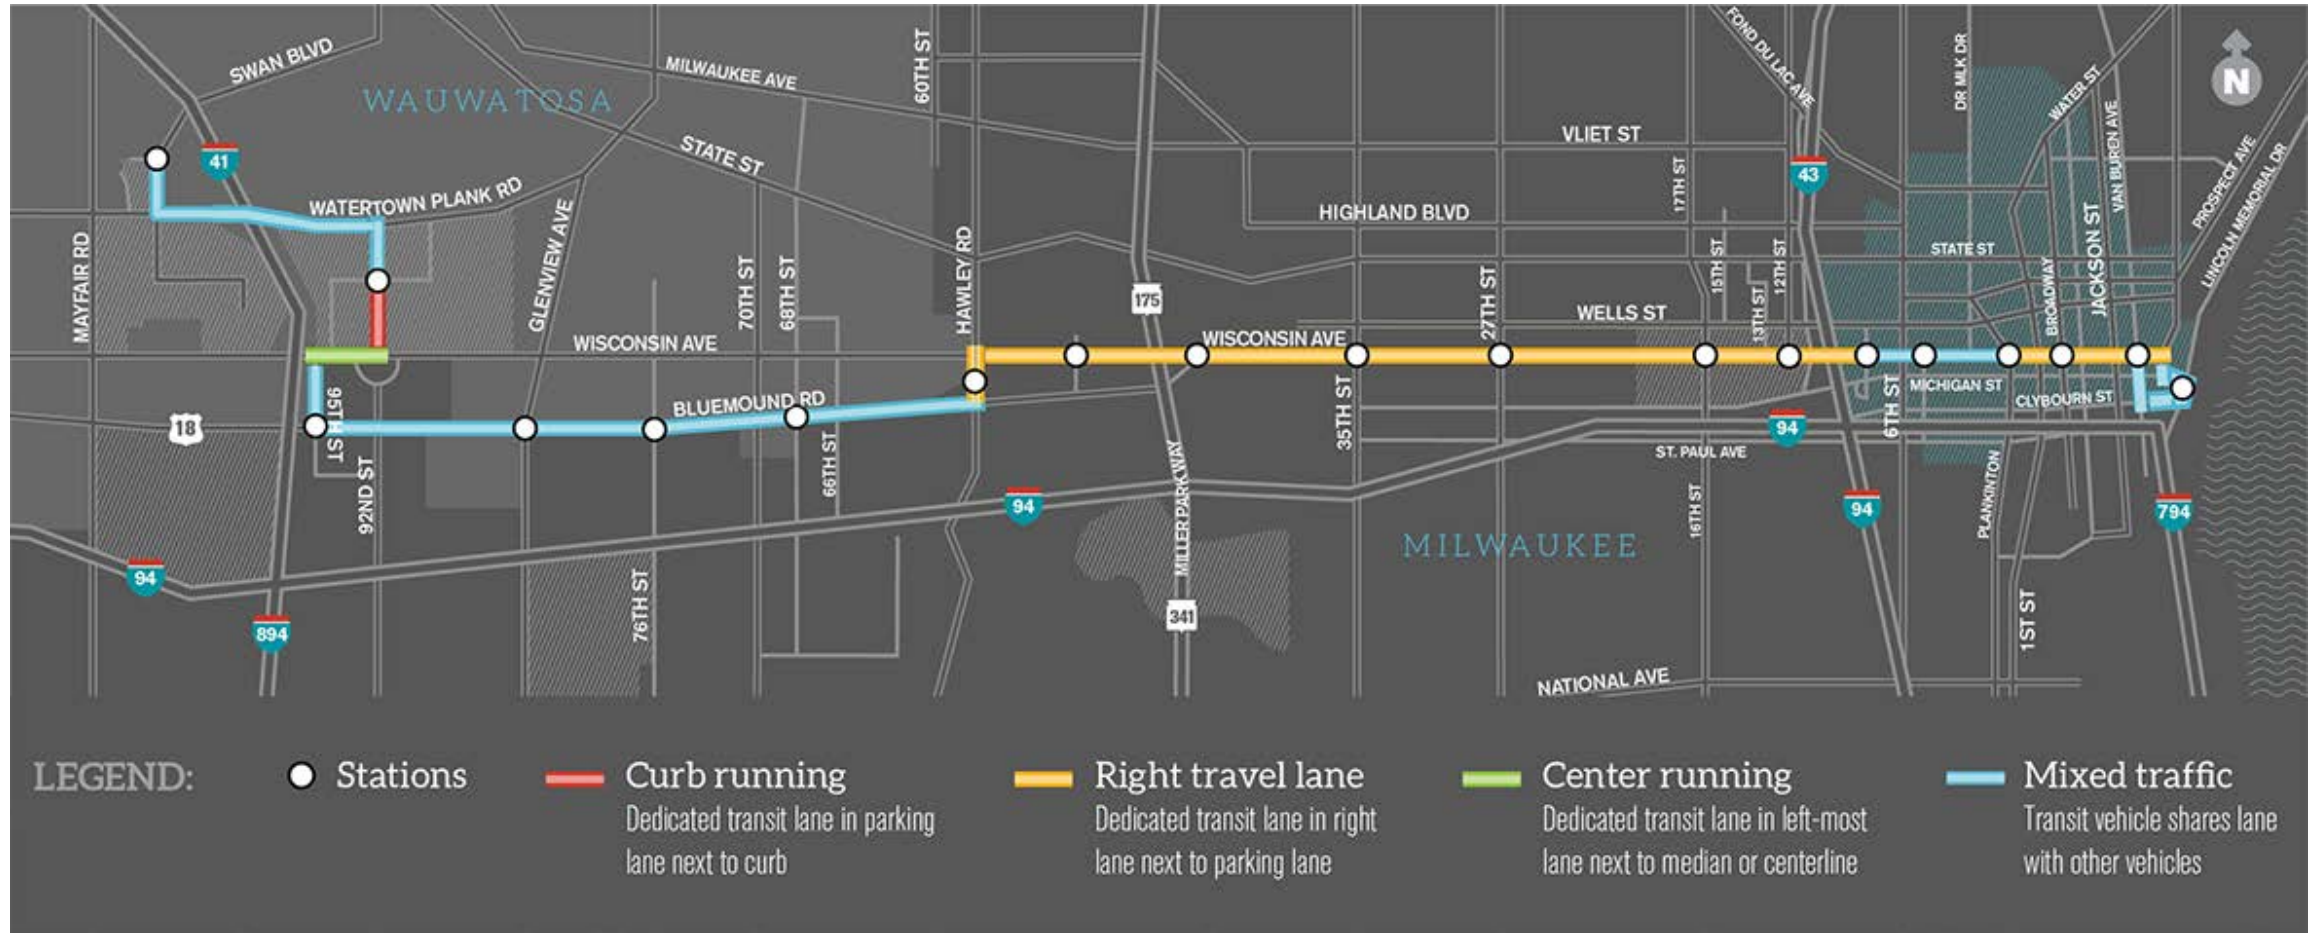 SWAN BLVD
WAUWATOSA
MILWAUKEE AVE
60TH ST
FOND DU LAC AVE
DR MLK DR
WATER ST
VAN BUREN AVE
N
41
STATE ST
VLIET ST
17TH ST
43
PROSPECT AVE
LINCOLN MEMORIAL DR
WATERTOWN PLANK RD
HIGHLAND BLVD
MAYFAIR RD
GLENVIEW AVE
70TH ST
68TH ST
HAWLEY RD
175
27TH ST
15TH ST
12TH ST
STATE ST
BROADWAY
JACKSON ST
WELLS ST
13TH ST
WISCONSIN AVE
WISCONSIN AVE
95TH ST
BLUEMOUND RD
35TH ST
6TH ST
MICHIGAN ST
CLYBOURN ST
18
92ND ST
66TH ST
94
ST. PAUL AVE
94
MILLER PARK WAY
16TH ST
94
PLANKINTON
794
MILWAUKEE
94
76TH ST
894
341
1ST ST
NATIONAL AVE
LEGEND:
Stations
Curb running
Dedicated transit lane in parking
lane next to curb
Right travel lane
Dedicated transit lane in right
lane next to parking lane
Center running
Dedicated transit lane in left-most
lane next to median or centerline
Mixed traffic
Transit vehicle shares lane
with other vehicles